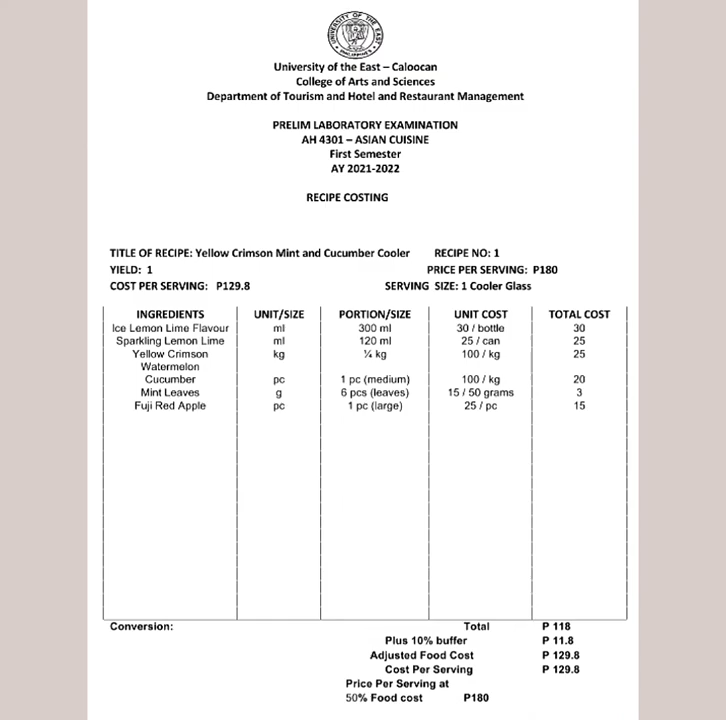 UNIVERSITY OF THE EAST
PHILIPPINES
University of the East – Caloocan
College of Arts and Sciences
Department of Tourism and Hotel and Restaurant Management
PRELIM LABORATORY EXAMINATION
AH 4301 – ASIAN CUISINE
First Semester
AY 2021-2022
RECIPE COSTING
TITLE OF RECIPE: Yellow Crimson Mint and Cucumber Cooler RECIPE NO: 1
YIELD: 1 PRICE PER SERVING: P180
COST PER SERVING: P129.8 SERVING SIZE: 1 Cooler Glass
INGREDIENTS UNIT/SIZE PORTION/SIZE UNIT COST TOTAL COST
Ice Lemon Lime Flavour ml 300 ml 30 / bottle 30
Sparkling Lemon Lime ml 120 ml 25 / can 25
Yellow Crimson kg ¼ kg 100 / kg 25
Watermelon
Cucumber pc 1 pc (medium) 100 / kg 20
Mint Leaves g 6 pcs (leaves) 15 / 50 grams 3
Fuji Red Apple pc 1 pc (large) 25 / pc 15
Conversion: Total P 118
Plus 10% buffer P 11.8
Adjusted Food Cost P 129.8
Cost Per Serving P 129.8
Price Per Serving at
50% Food cost P180